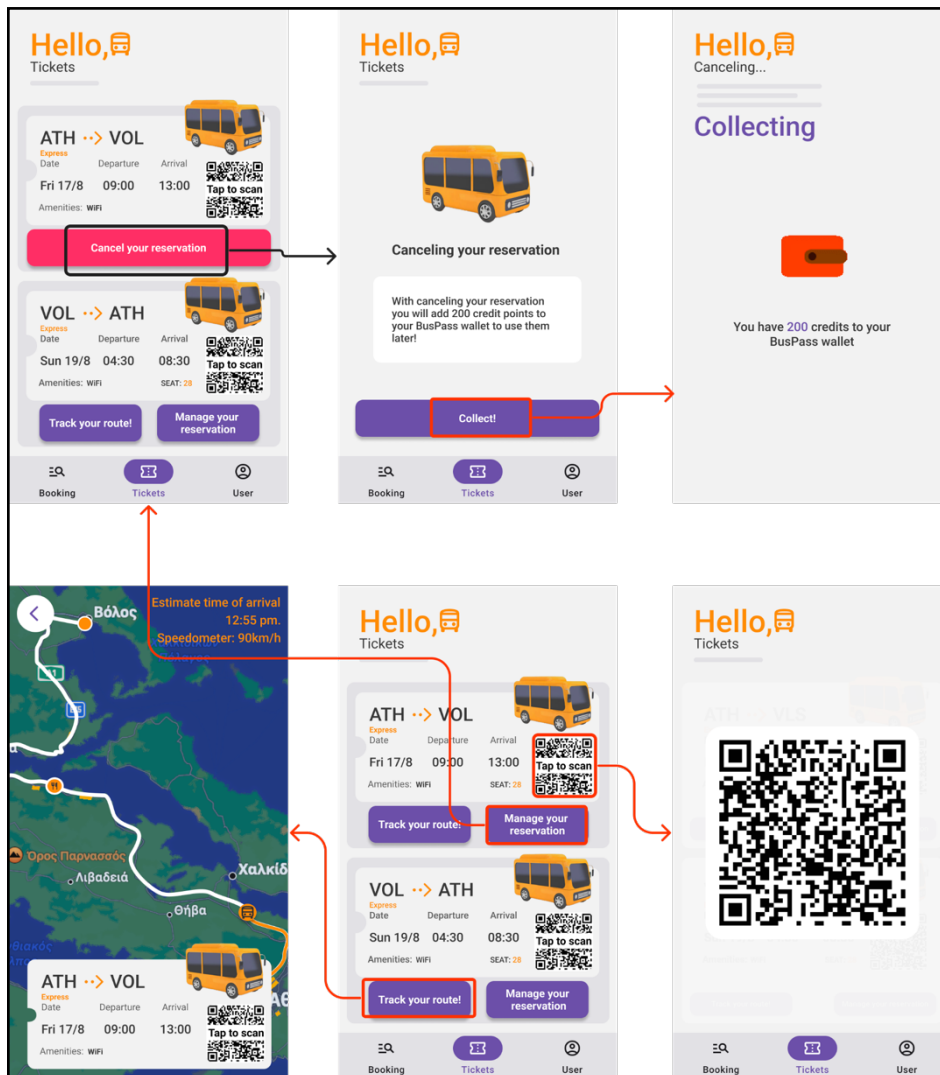 Hello,
Tickets
ATH ··> VOL
Express
Date Departure Arrival
Fri 17/8 09:00 13:00
Tap to scan
Amenities: WiFi
Cancel your reservation
VOL ··> ATH
Express
Date Departure Arrival
Sun 19/8 04:30 08:30
Tap to scan
Amenities: WiFi SEAT: 28
Track your route!
Manage your
reservation
Booking Tickets User
Hello,
Tickets
Canceling your reservation
With canceling your reservation
you will add 200 credit points to
your BusPass wallet to use them
later!
Collect!
Booking Tickets User
Hello,
Canceling...
Collecting
You have 200 credits to your
BusPass wallet
Estimate time of arrival
12:55 pm.
Speedometer: 90km/h
Βόλος
Όρος Παρνασσός
Λιβαδειά
Χαλκίδ
Θήβα
ATH ··> VOL
Express
Date Departure Arrival
Fri 17/8 09:00 13:00
Tap to scan
Amenities: WiFi
Hello,
Tickets
ATH ··> VOL
Express
Date Departure Arrival
Fri 17/8 09:00 13:00
Tap to scan
Amenities: WiFi SEAT: 28
Track your route!
Manage your
reservation
VOL ··> ATH
Express
Date Departure Arrival
Sun 19/8 04:30 08:30
Tap to scan
Amenities: WiFi SEAT: 28
Track your route!
Manage your
reservation
Booking Tickets User
Hello,
Tickets
ATH ··> VLS
Booking Tickets User